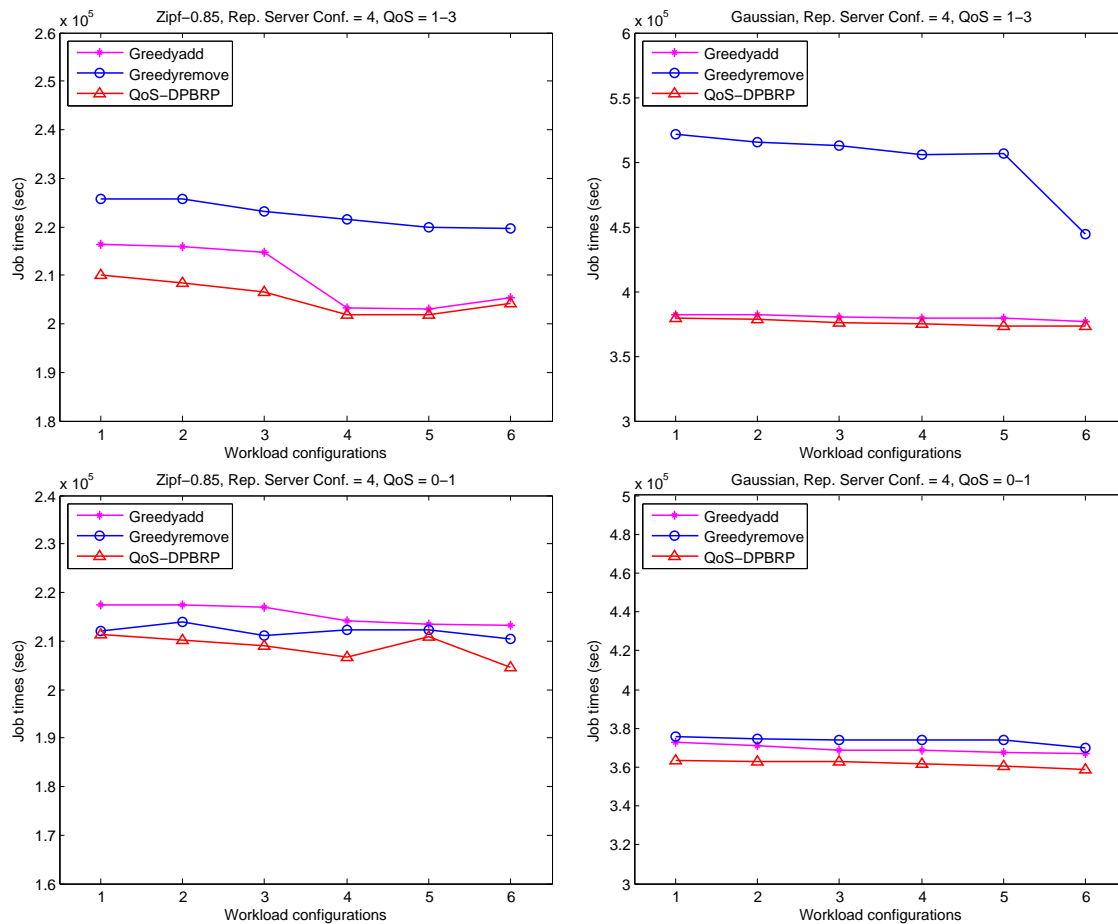 Zipf−0.85, Rep. Server Conf. = 4, QoS = 1−3
x 10^5
2.6
2.5
2.4
2.3
2.2
2.1
2
1.9
1.8
Job times (sec)
Greedyadd
Greedyremove
QoS−DPBRP
1 2 3 4 5 6
Workload configurations
Gaussian, Rep. Server Conf. = 4, QoS = 1−3
x 10^5
6
5.5
5
4.5
4
3.5
3
Job times (sec)
Greedyadd
Greedyremove
QoS−DPBRP
1 2 3 4 5 6
Workload configurations
Zipf−0.85, Rep. Server Conf. = 4, QoS = 0−1
x 10^5
2.4
2.3
2.2
2.1
2
1.9
1.8
1.7
1.6
Job times (sec)
Greedyadd
Greedyremove
QoS−DPBRP
1 2 3 4 5 6
Workload configurations
Gaussian, Rep. Server Conf. = 4, QoS = 0−1
x 10^5
5
4.8
4.6
4.4
4.2
4
3.8
3.6
3.4
3.2
3
Job times (sec)
Greedyadd
Greedyremove
QoS−DPBRP
1 2 3 4 5 6
Workload configurations